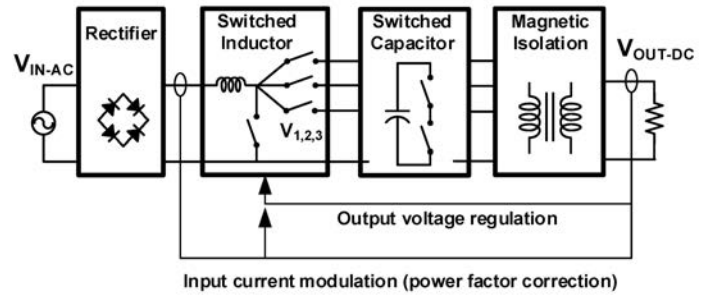 Rectifier
Switched
Inductor
Switched
Capacitor
Magnetic
Isolation
VIN-AC
VOUT-DC
V1,2,3
Output voltage regulation
Input current modulation (power factor correction)